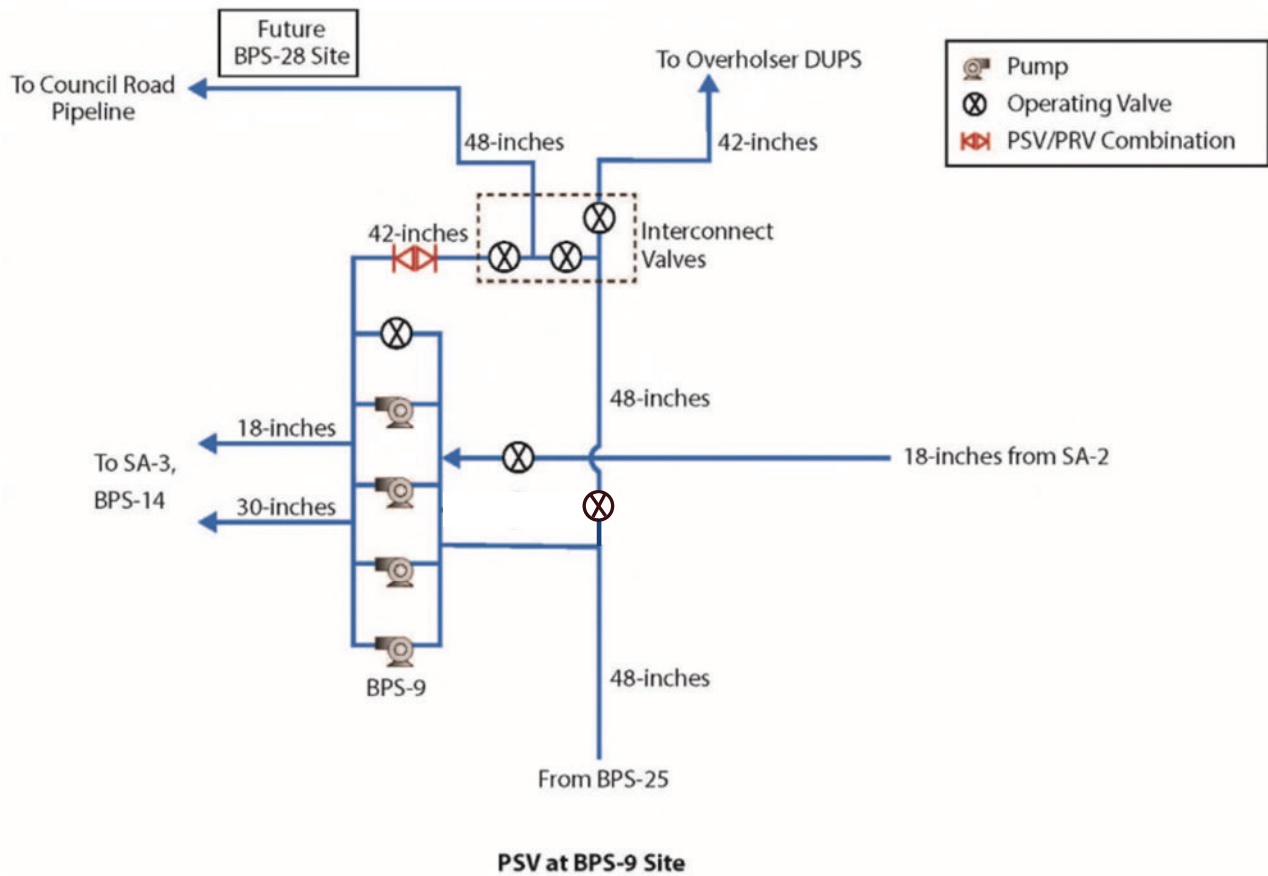 Future
BPS-28 Site
To Council Road
Pipeline
To Overholser DUPS
Pump
Operating Valve
PSV/PRV Combination
48-inches
42-inches
42-inches
Interconnect
Valves
48-inches
18-inches
To SA-3,
BPS-14
18-inches from SA-2
30-inches
BPS-9
48-inches
From BPS-25
PSV at BPS-9 Site